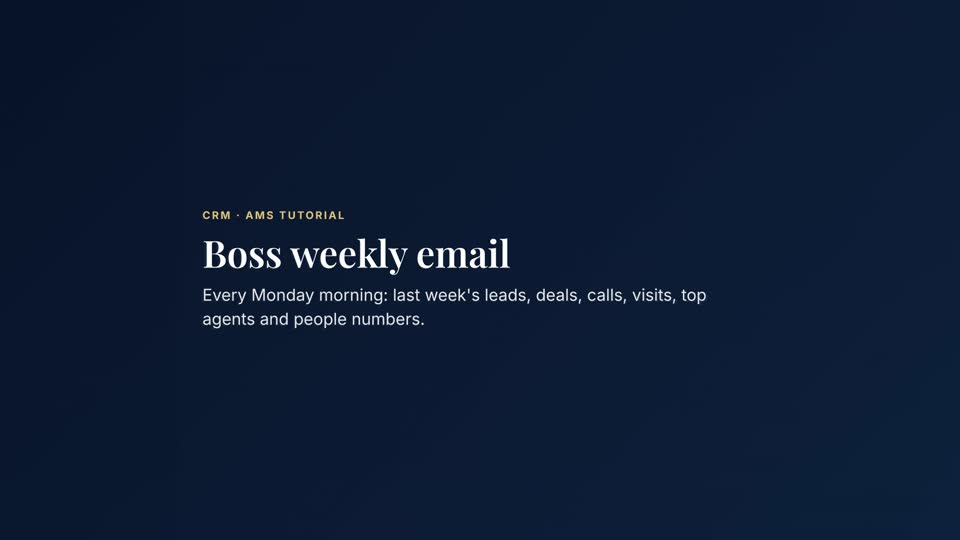 CRM · AMS TUTORIAL
Boss weekly email
Every Monday morning: last week's leads, deals, calls, visits, top
agents and people numbers.